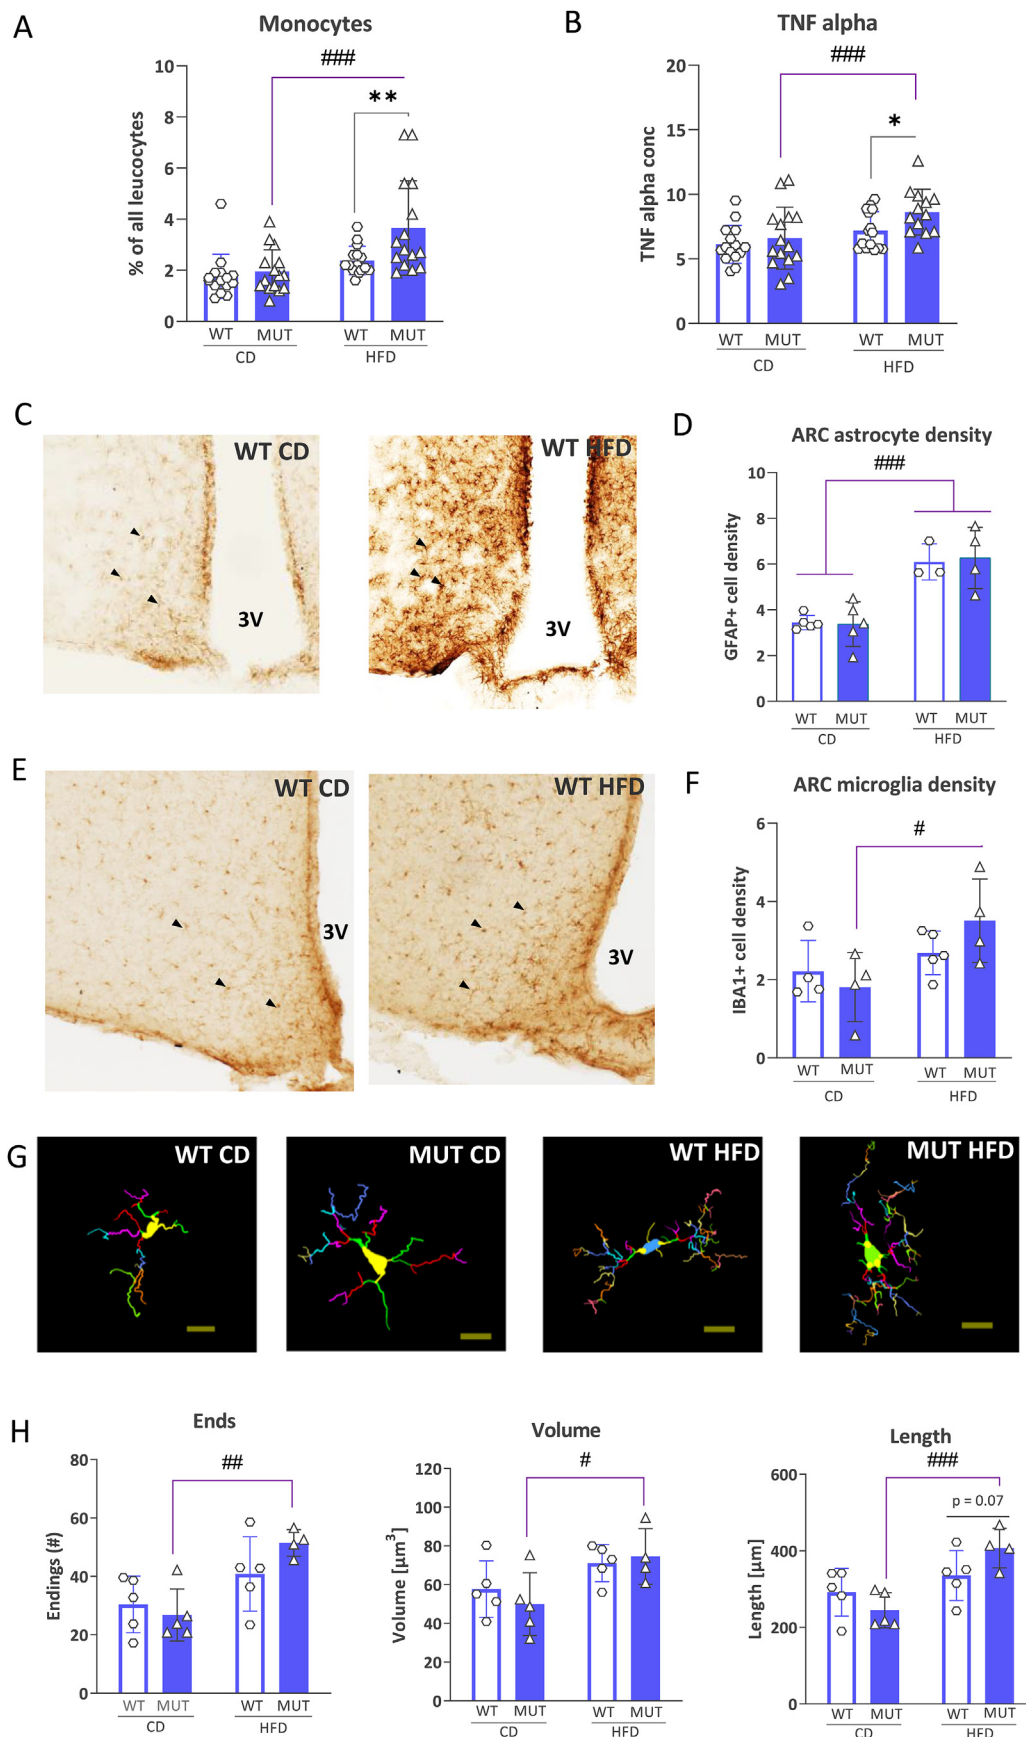 A
Monocytes
###
**
% of all leucocytes
10
8
6
4
2
0
WT MUT WT MUT
CD HFD
B
TNF alpha
###
*
TNF alpha conc
20
15
10
5
0
WT MUT WT MUT
CD HFD
C
WT CD
3V
WT HFD
3V
D
ARC astrocyte density
###
GFAP+ cell density
10
8
6
4
2
0
WT MUT WT MUT
CD HFD
E
WT CD
3V
WT HFD
3V
F
ARC microglia density
#
IBA1+ cell density
6
4
2
0
WT MUT WT MUT
CD HFD
G
WT CD
MUT CD
WT HFD
MUT HFD
H
Ends
##
Endings (#)
80
60
40
20
0
WT MUT WT MUT
CD HFD
Volume
#
Volume [µm³]
120
100
80
60
40
20
0
WT MUT WT MUT
CD HFD
Length
###
p = 0.07
Length [µm]
600
400
200
0
WT MUT WT MUT
CD HFD